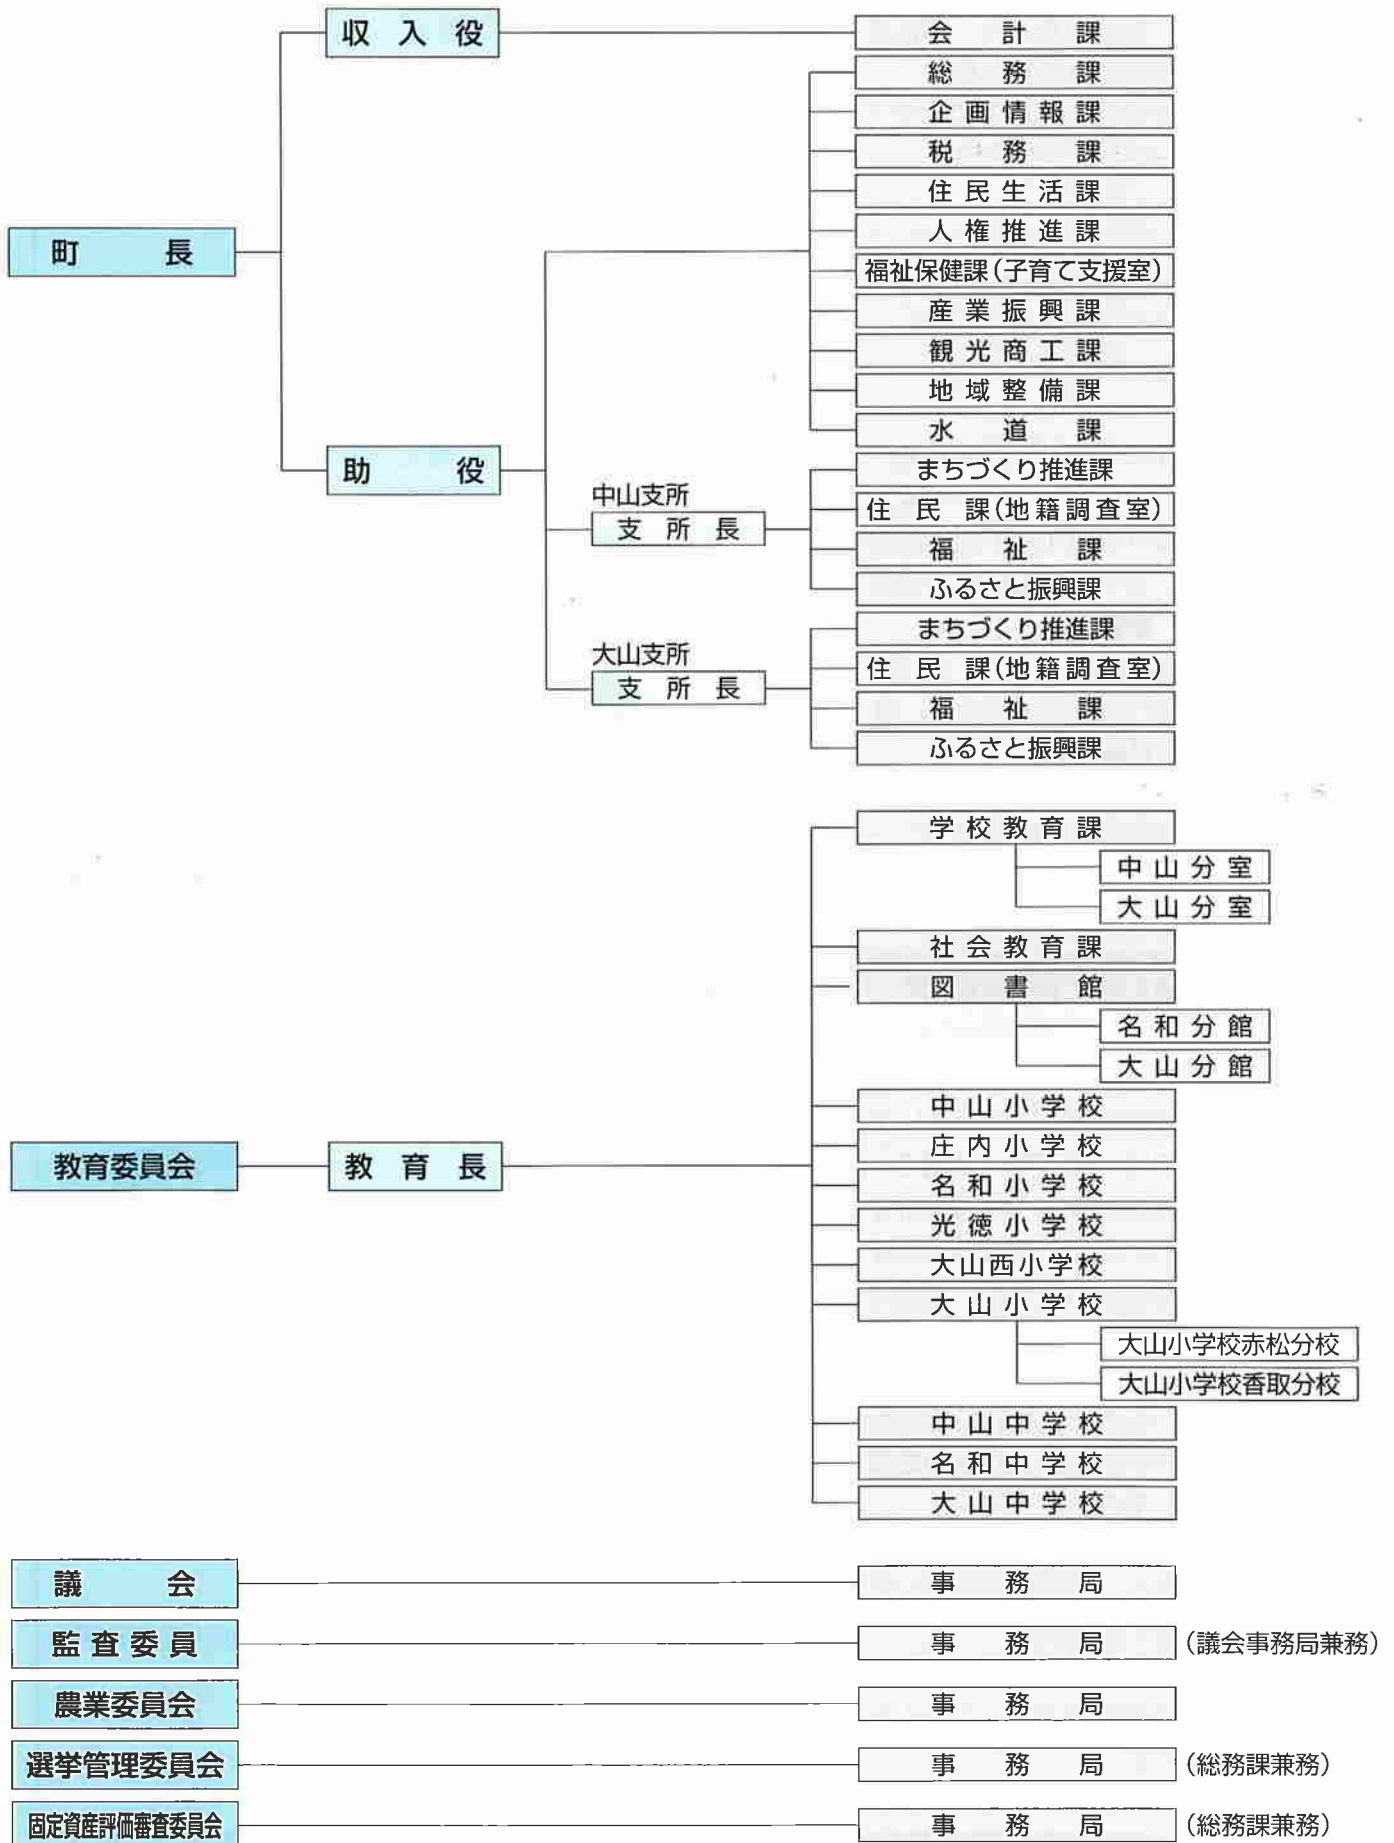 収入役
会計課
総務課
企画情報課
税務課
住民生活課
人権推進課
町長
福祉保健課(子育て支援室)
産業振興課
観光商工課
地域整備課
水道課
助役
まちづくり推進課
中山支所
住民課(地籍調査室)
支所長
福祉課
ふるさと振興課
まちづくり推進課
大山支所
住民課(地籍調査室)
支所長
福祉課
ふるさと振興課
学校教育課
中山分室
大山分室
社会教育課
図書館
名和分館
大山分館
中山小学校
庄内小学校
教育委員会
教育長
名和小学校
光徳小学校
大山西小学校
大山小学校
大山小学校赤松分校
大山小学校香取分校
中山中学校
名和中学校
大山中学校
議会
事務局
監査委員
事務局
(議会事務局兼務)
農業委員会
事務局
選挙管理委員会
事務局
(総務課兼務)
固定資産評価審査委員会
事務局
(総務課兼務)